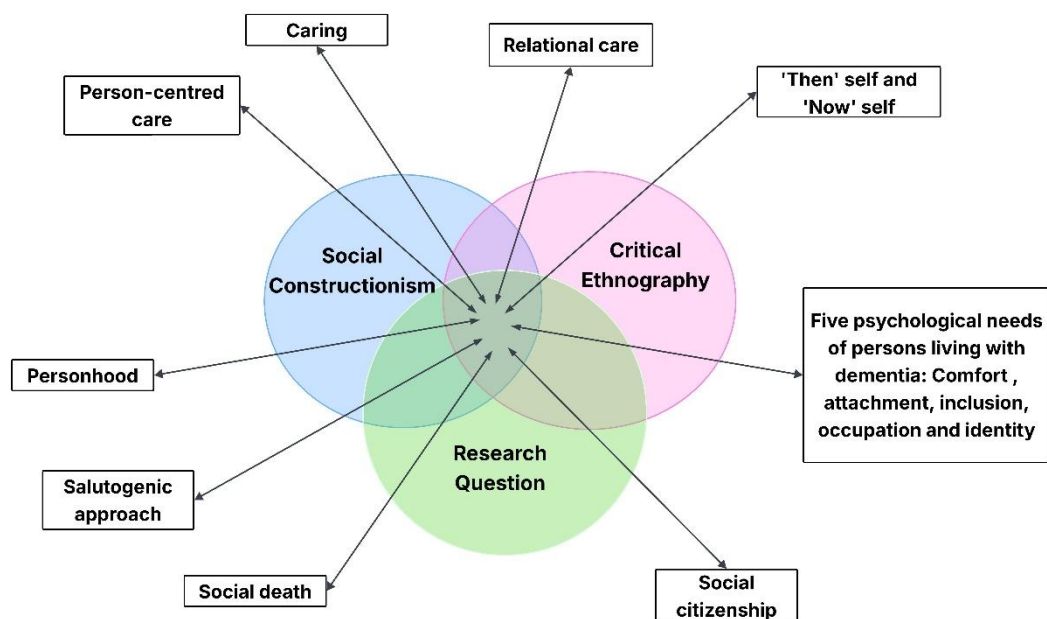 Caring
Relational care
Person-centred
care
'Then' self and
'Now' self
Social
Constructionism
Critical
Ethnography
Five psychological needs
of persons living with
dementia: Comfort ,
attachment, inclusion,
occupation and identity
Personhood
Research
Question
Salutogenic
approach
Social death
Social
citizenship